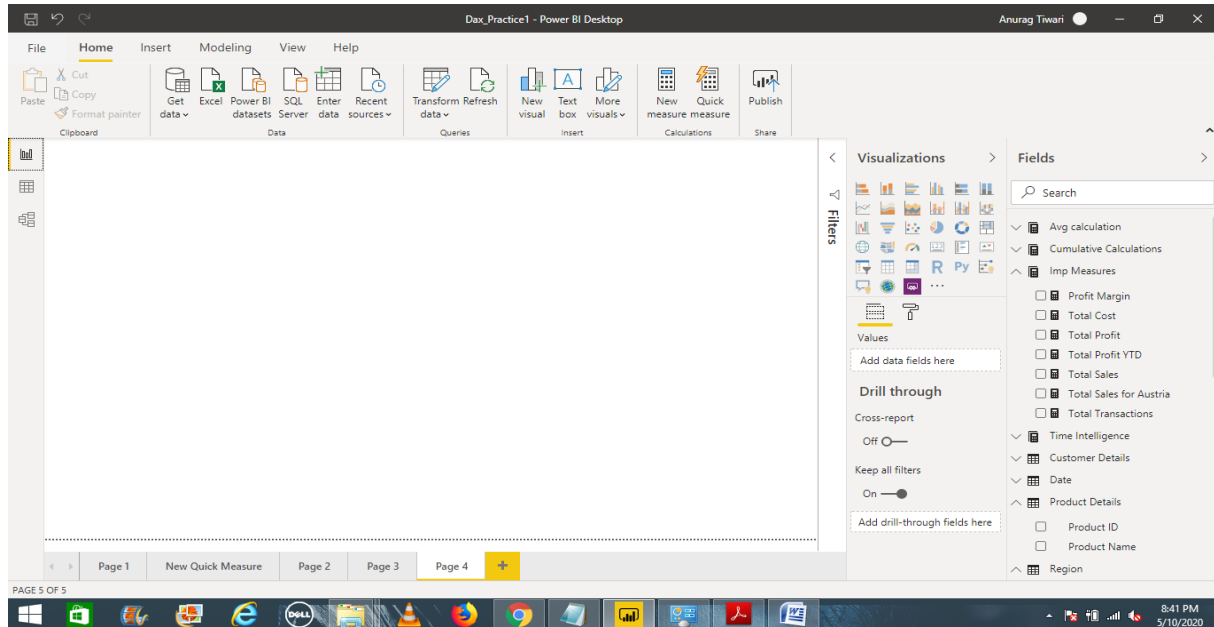 Dax_Practice1 - Power BI Desktop
Anurag Tiwari
File Home Insert Modeling View Help
Paste
Cut
Copy
Format painter
Clipboard
Get data
Excel
Power BI datasets
SQL Server
Enter data
Recent sources
Data
Transform data
Refresh
Queries
New visual
Text box
More visuals
Insert
New measure
Quick measure
Calculations
Publish
Share
Filters
Visualizations
R Py
Values
Add data fields here
Drill through
Cross-report
Off
Keep all filters
On
Add drill-through fields here
Fields
Search
Avg calculation
Cumulative Calculations
Imp Measures
Profit Margin
Total Cost
Total Profit
Total Profit YTD
Total Sales
Total Sales for Austria
Total Transactions
Time Intelligence
Customer Details
Date
Product Details
Product ID
Product Name
Region
Page 1 New Quick Measure Page 2 Page 3 Page 4
PAGE 5 OF 5
DELL
8:41 PM
5/10/2020